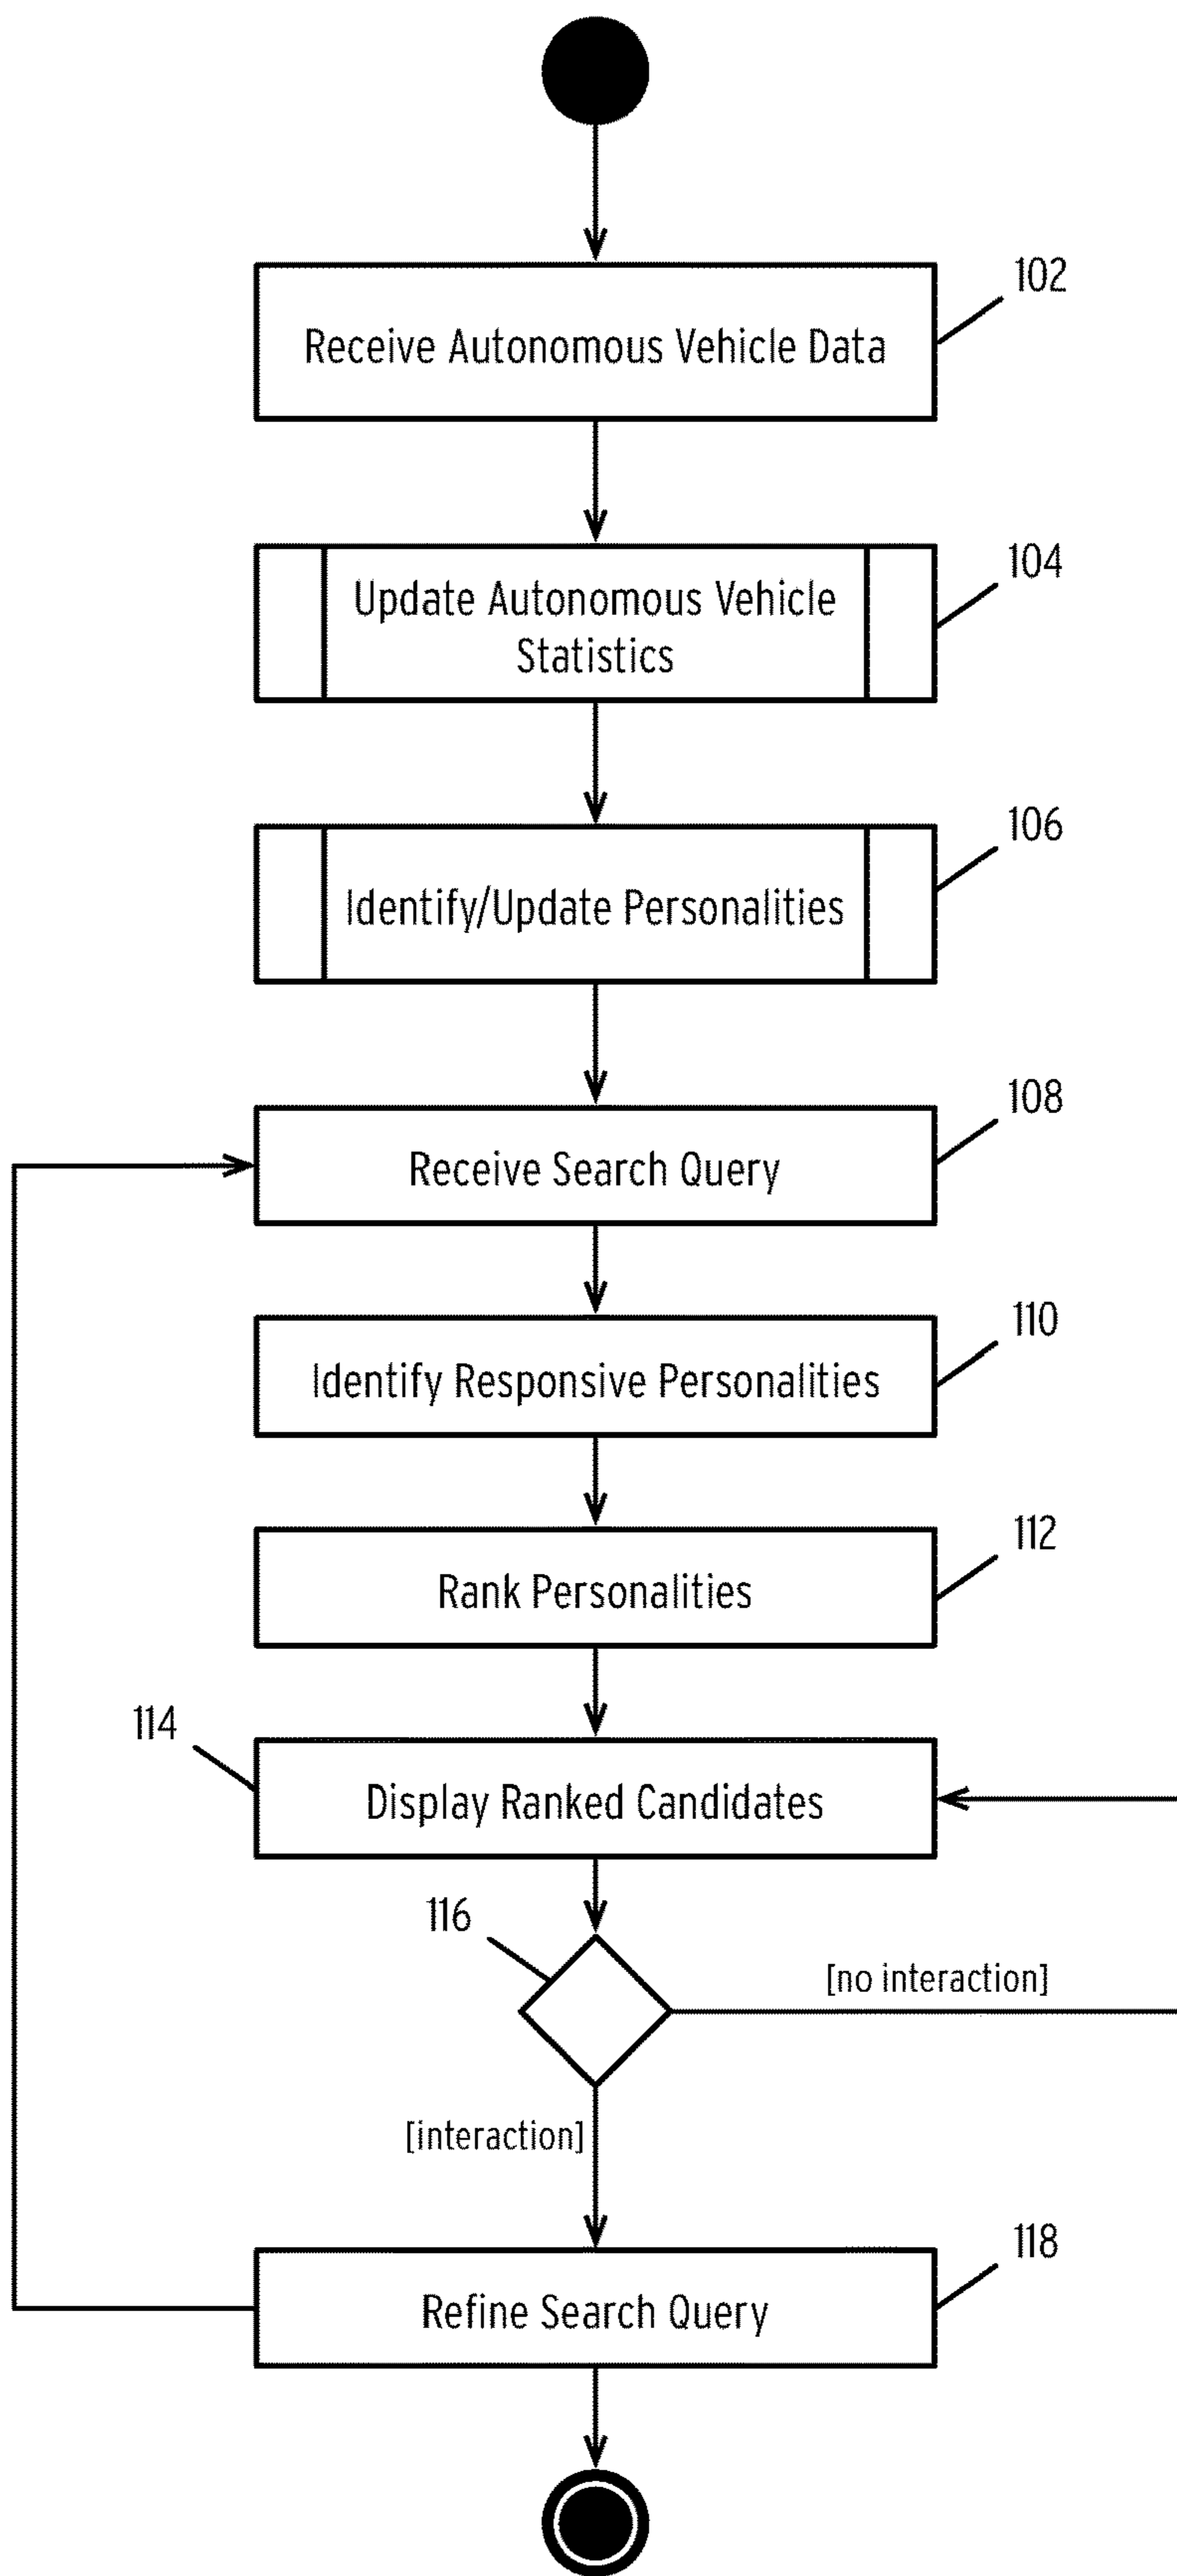 102
Receive Autonomous Vehicle Data
104
Update Autonomous Vehicle
Statistics
106
Identify/Update Personalities
108
Receive Search Query
110
Identify Responsive Personalities
112
Rank Personalities
114
Display Ranked Candidates
116
[no interaction]
[interaction]
118
Refine Search Query